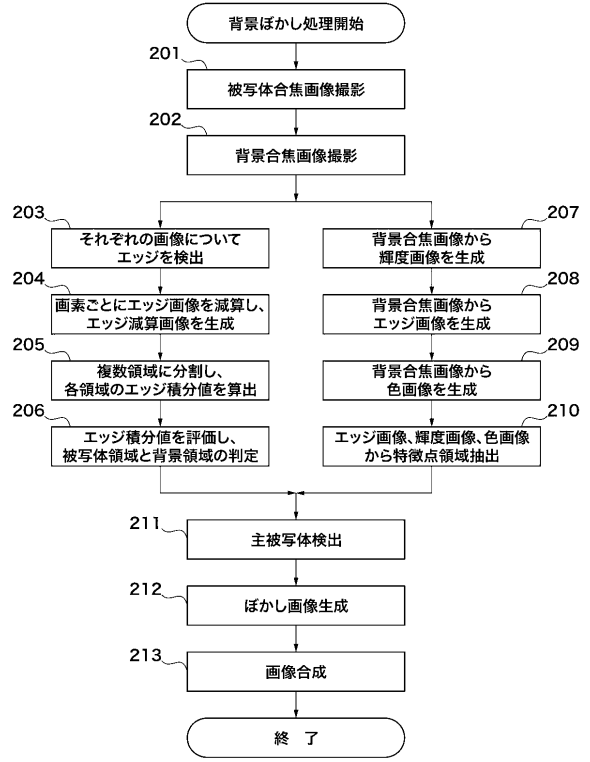 背景ぼかし処理開始
201
被写体合焦画像撮影
202
背景合焦画像撮影
203
それぞれの画像について
エッジを検出
204
画素ごとにエッジ画像を減算し、
エッジ減算画像を生成
205
複数領域に分割し、
各領域のエッジ積分値を算出
206
エッジ積分値を評価し、
被写体領域と背景領域の判定
207
背景合焦画像から
輝度画像を生成
208
背景合焦画像から
エッジ画像を生成
209
背景合焦画像から
色画像を生成
210
エッジ画像、輝度画像、色画像
から特徴点領域抽出
211
主被写体検出
212
ぼかし画像生成
213
画像合成
終 了